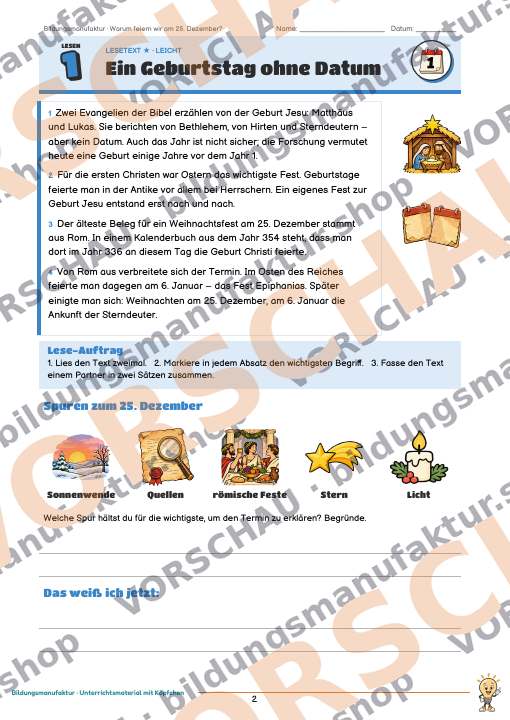 Bildungsmanufaktur · Warum feiern wir am 25. Dezember? Name: Datum:
LESEN
1
LESETEXT ★ · LEICHT
Ein Geburtstag ohne Datum
1
1 Zwei Evangelien der Bibel erzählen von der Geburt Jesu: Matthäus
und Lukas. Sie berichten von Bethlehem, von Hirten und Sterndeutern –
aber kein Datum. Auch das Jahr ist nicht sicher; die Forschung vermutet
heute eine Geburt einige Jahre vor dem Jahr 1.
2 Für die ersten Christen war Ostern das wichtigste Fest. Geburtstage
feierte man in der Antike vor allem bei Herrschern. Ein eigenes Fest zur
Geburt Jesu entstand erst nach und nach.
3 Der älteste Beleg für ein Weihnachtsfest am 25. Dezember stammt
aus Rom. In einem Kalenderbuch aus dem Jahr 354 steht, dass man
dort im Jahr 336 an diesem Tag die Geburt Christi feierte.
4 Von Rom aus verbreitete sich der Termin. Im Osten des Reiches
feierte man dagegen am 6. Januar – das Fest Epiphanias. Später
einigte man sich: Weihnachten am 25. Dezember, am 6. Januar die
Ankunft der Sterndeuter.
Lese-Auftrag
1. Lies den Text zweimal. 2. Markiere in jedem Absatz den wichtigsten Begriff. 3. Fasse den Text
einem Partner in zwei Sätzen zusammen.
Spuren zum 25. Dezember
Sonnenwende Quellen römische Feste Stern Licht
Welche Spur hältst du für die wichtigste, um den Termin zu erklären? Begründe.
Das weiß ich jetzt:
Bildungsmanufaktur · Unterrichtsmaterial mit Köpfchen
2
VORSCHAU · bildungsmanufaktur.shop